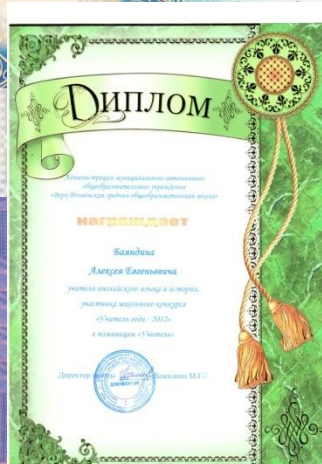 Диплом
Администрация муниципального автономного
общеобразовательного учреждения
средняя общеобразовательная школа»
награждает
Баяндина
Алексея Евгеньевича
учителя английского языка и истории,
участника школьного конкурса
«Учитель года - 2012»
в номинации «Учитель»
Директор школы М.Г./